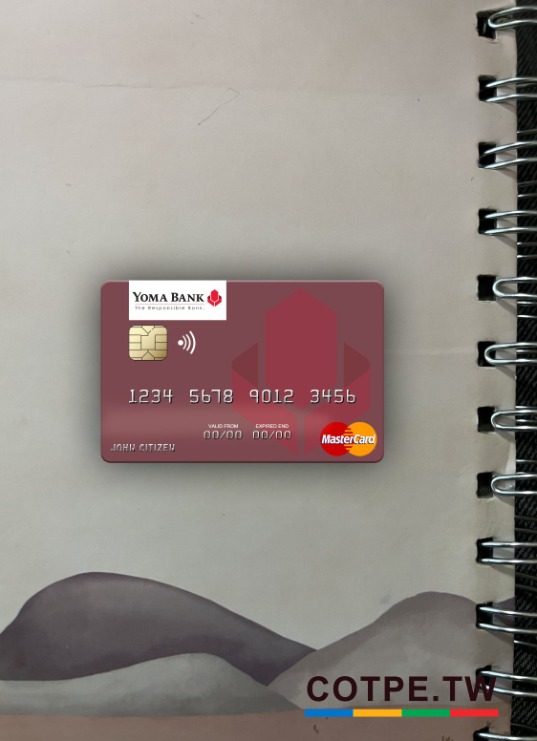 YOMA BANK
The Responsible Bank.
1234 5678 9012 3456
VALID FROM EXPIRED END
00/00 00/00
JOHN CITIZEN
MasterCard
COTPE.TW